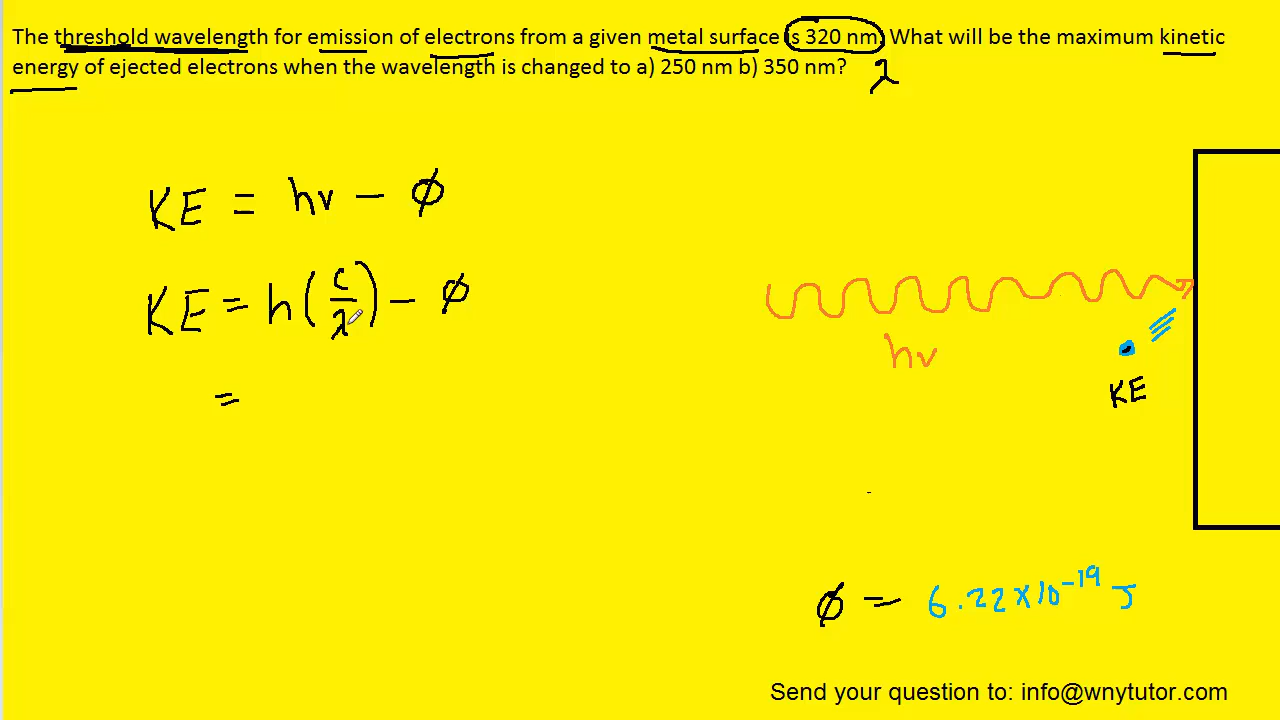 The threshold wavelength for emission of electrons from a given metal surface is 320 nm. What will be the maximum kinetic
energy of ejected electrons when the wavelength is changed to a) 250 nm b) 350 nm?
λ
KE = hν − ϕ
KE = h(c/λ) − ϕ
=
hν
KE
ϕ = 6.22×10⁻¹⁹ J
Send your question to: info@wnytutor.com